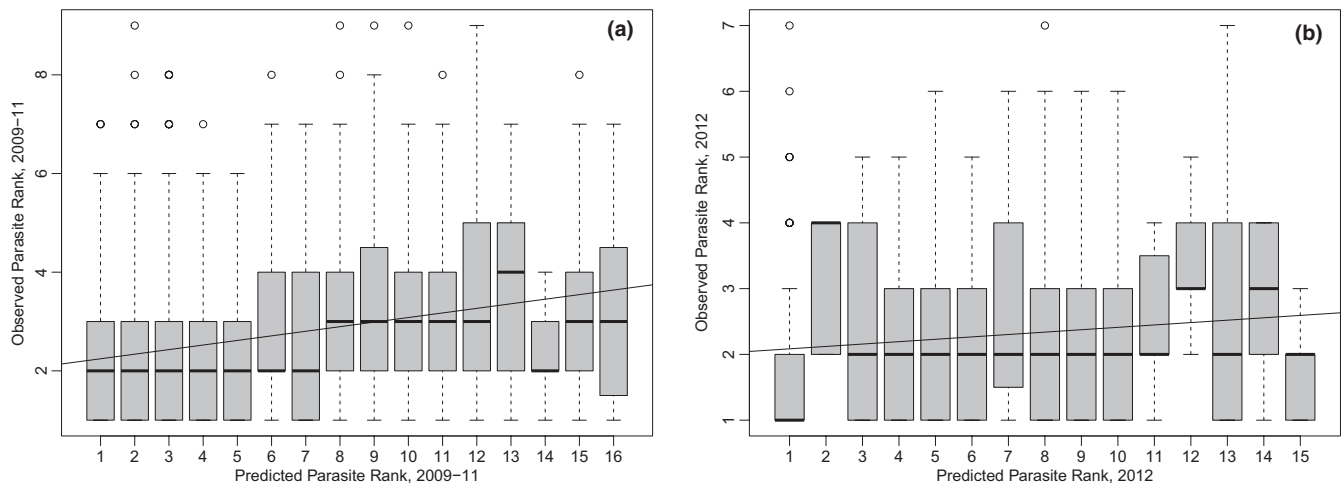 (a)
8
6
4
2
Observed Parasite Rank, 2009−11
1 2 3 4 5 6 7 8 9 10 11 12 13 14 15 16
Predicted Parasite Rank, 2009−11
(b)
7
6
5
4
3
2
1
Observed Parasite Rank, 2012
1 2 3 4 5 6 7 8 9 10 11 12 13 14 15
Predicted Parasite Rank, 2012